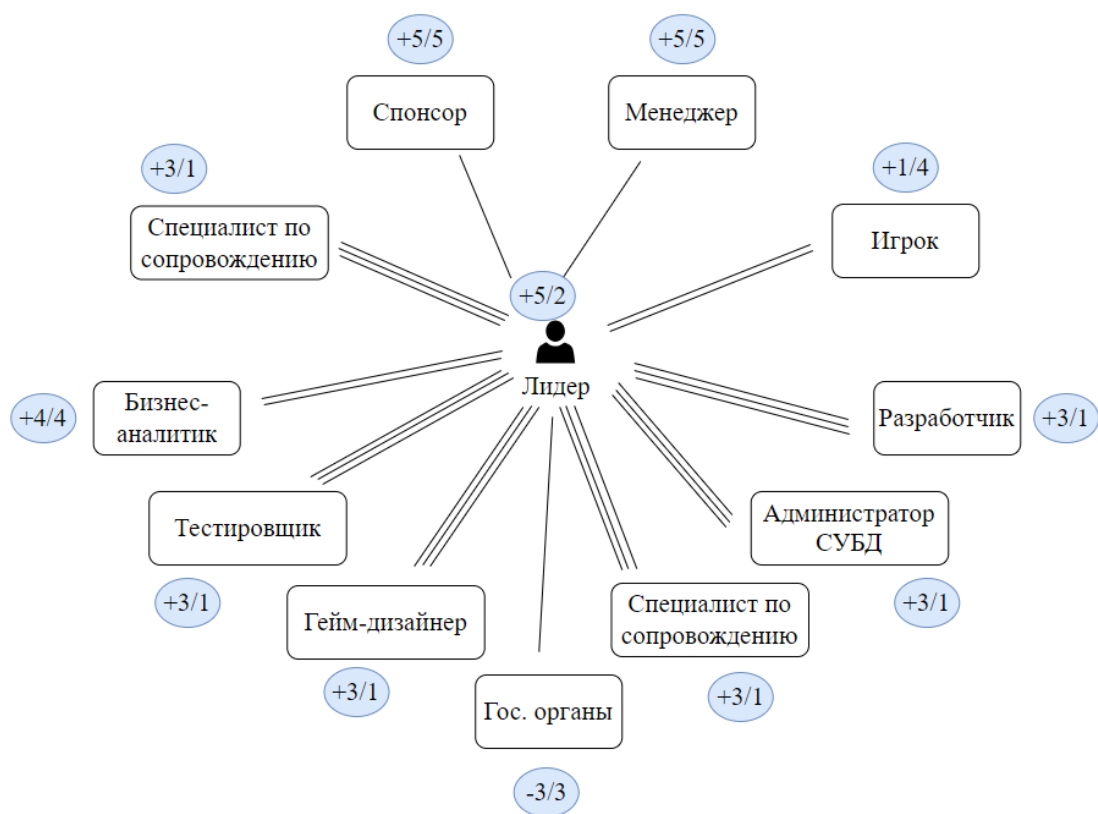 +5/5
+5/5
Спонсор
Менеджер
+3/1
+1/4
Специалист по
сопровождению
Игрок
+5/2
Лидер
+4/4
Бизнес-
аналитик
Разработчик
+3/1
Тестировщик
Администратор
СУБД
+3/1
+3/1
Гейм-дизайнер
Специалист по
сопровождению
+3/1
+3/1
Гос. органы
-3/3